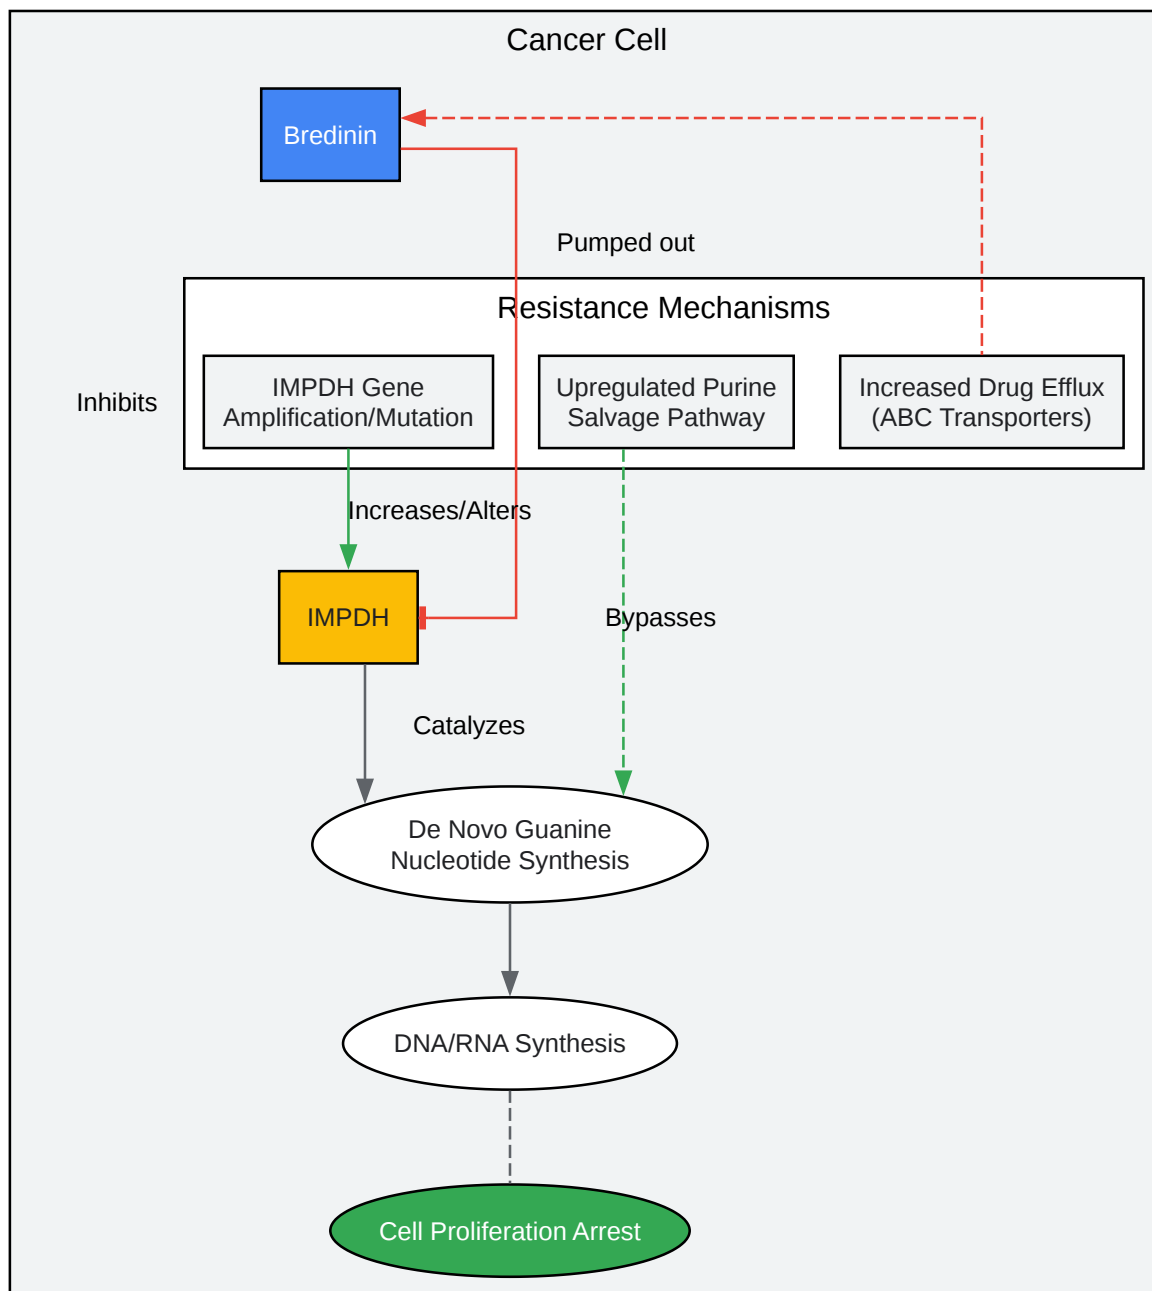 Cancer Cell
Bredinin
Pumped out
Resistance Mechanisms
Inhibits
IMPDH Gene
Amplification/Mutation
Upregulated Purine
Salvage Pathway
Increased Drug Efflux
(ABC Transporters)
Increases/Alters
IMPDH
Bypasses
Catalyzes
De Novo Guanine
Nucleotide Synthesis
DNA/RNA Synthesis
Cell Proliferation Arrest